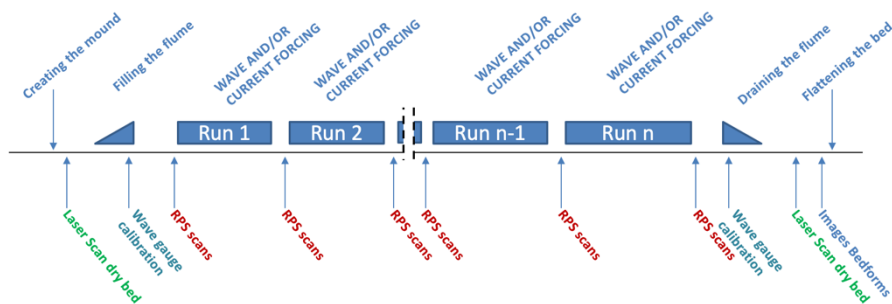 Creating the mound
Filling the flume
WAVE AND/OR
CURRENT FORCING
WAVE AND/OR
CURRENT FORCING
WAVE AND/OR
CURRENT FORCING
WAVE AND/OR
CURRENT FORCING
Draining the flume
Flattening the bed
Run 1
Run 2
Run n-1
Run n
Laser Scan dry bed
Wave gauge
calibration
RPS scans
RPS scans
RPS scans
RPS scans
RPS scans
RPS scans
Wave gauge
calibration
Laser Scan dry bed
Images Bedforms